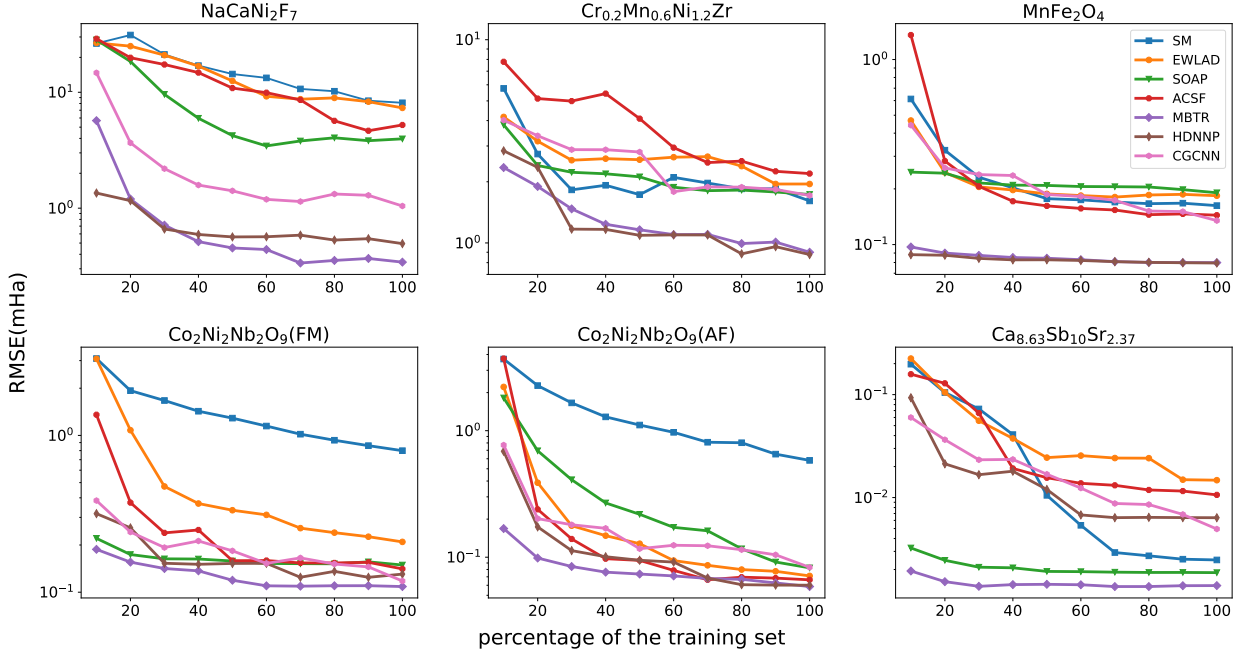 NaCaNi₂F₇
Cr₀.₂Mn₀.₆Ni₁.₂Zr
MnFe₂O₄
10¹
10⁰
20 40 60 80 100
10¹
10⁰
20 40 60 80 100
10⁰
10⁻¹
20 40 60 80 100
SM
EWLAD
SOAP
ACSF
MBTR
HDNNP
CGCNN
RMSE(mHa)
Co₂Ni₂Nb₂O₉(FM)
Co₂Ni₂Nb₂O₉(AF)
Ca₈.₆₃Sb₁₀Sr₂.₃₇
10⁰
10⁻¹
20 40 60 80 100
10⁰
10⁻¹
20 40 60 80 100
10⁻¹
10⁻²
20 40 60 80 100
percentage of the training set